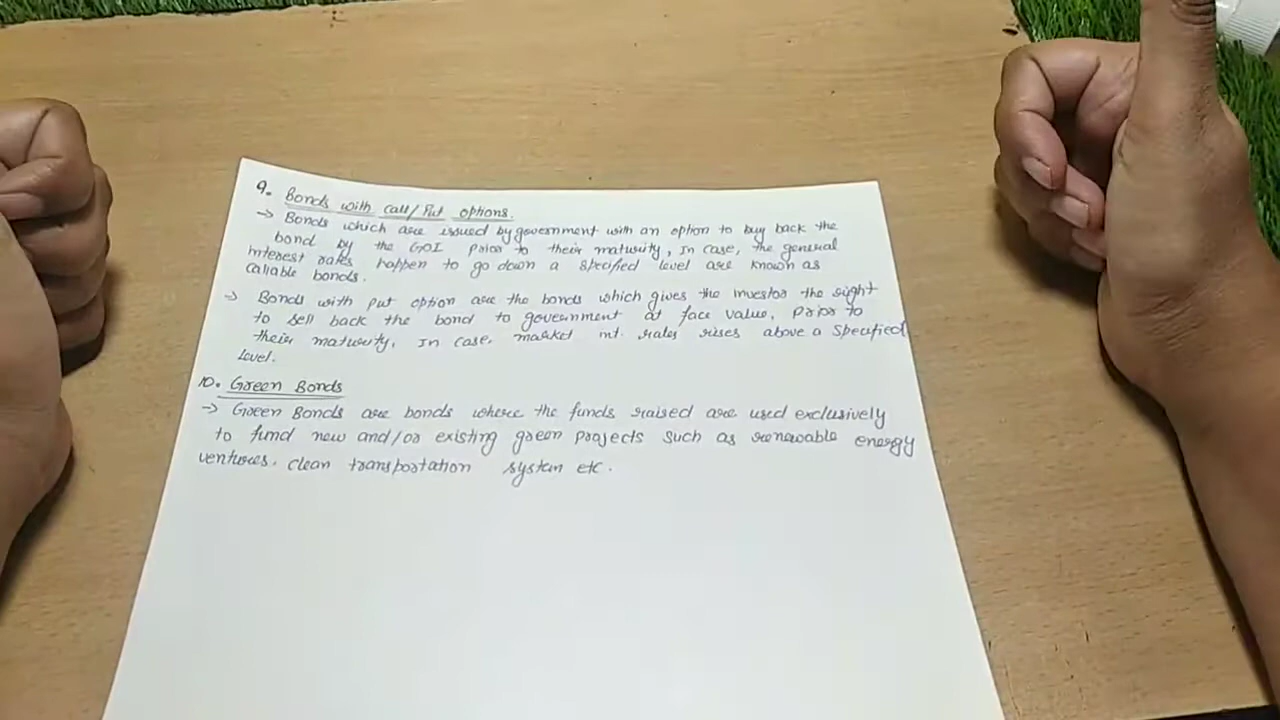 9. Bonds with call/Put options.
→ Bonds which are issued by government with an option to buy back the
bond by the GOI prior to their maturity, In case, the general
interest rates happen to go down a specified level are known as
callable bonds.
→ Bonds with put option are the bonds which gives the investor the right
to sell back the bond to government at face value, prior to
their maturity, In case, market int. rates rises above a specified
level.
10. Green Bonds
→ Green Bonds are bonds where the funds raised are used exclusively
to fund new and/or existing green projects such as renewable energy
ventures, clean transportation system etc.